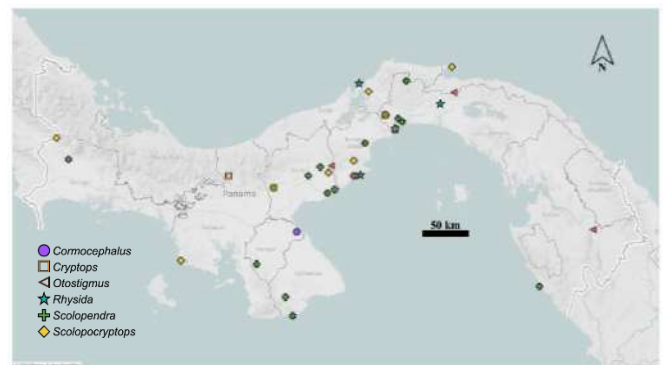 N
Panama
50 km
Cormocephalus
Cryptops
Otostigmus
Rhysida
Scolopendra
Scolopocryptops